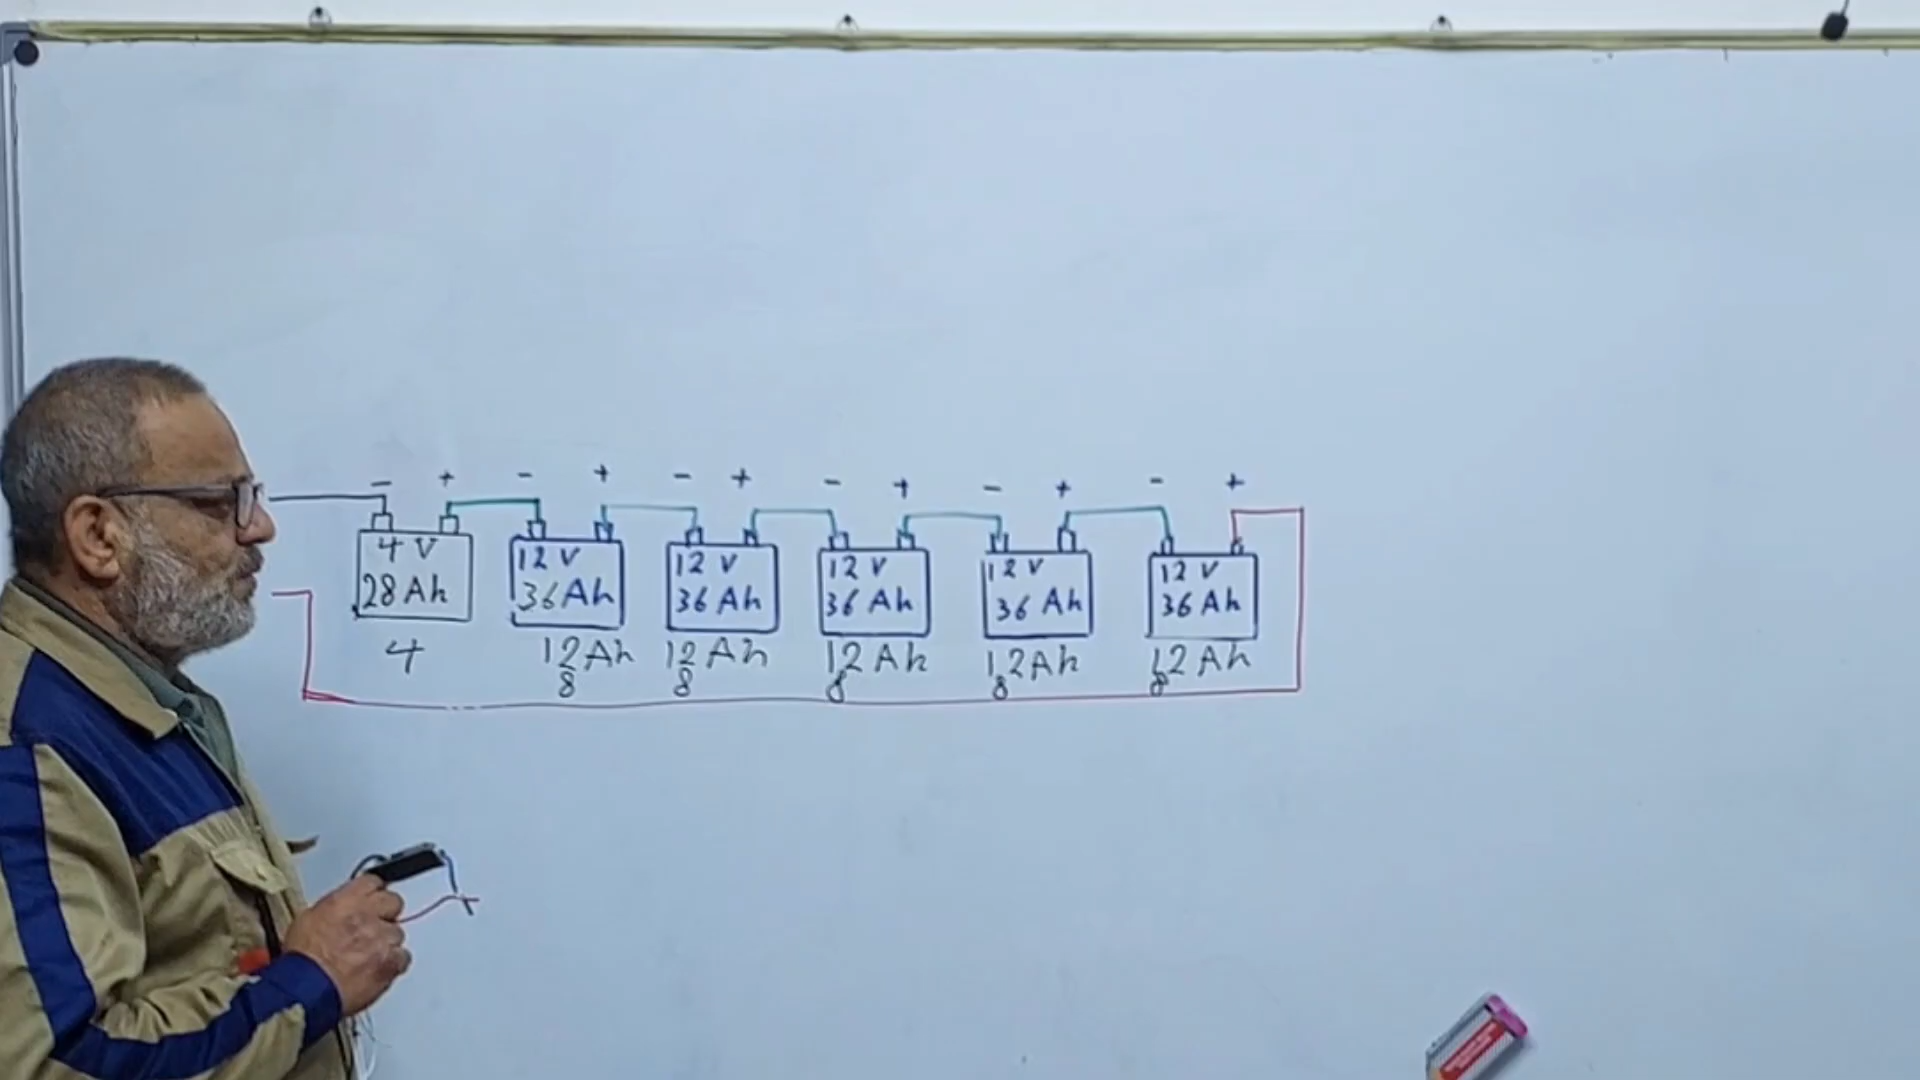 - + - + - + - + - + - +
4 V 12 V 12 V 12 V 12 V 12 V
28 Ah 36 Ah 36 Ah 36 Ah 36 Ah 36 Ah
4 12 Ah 12 Ah 12 Ah 12 Ah 12 Ah
8 8 8 8 8